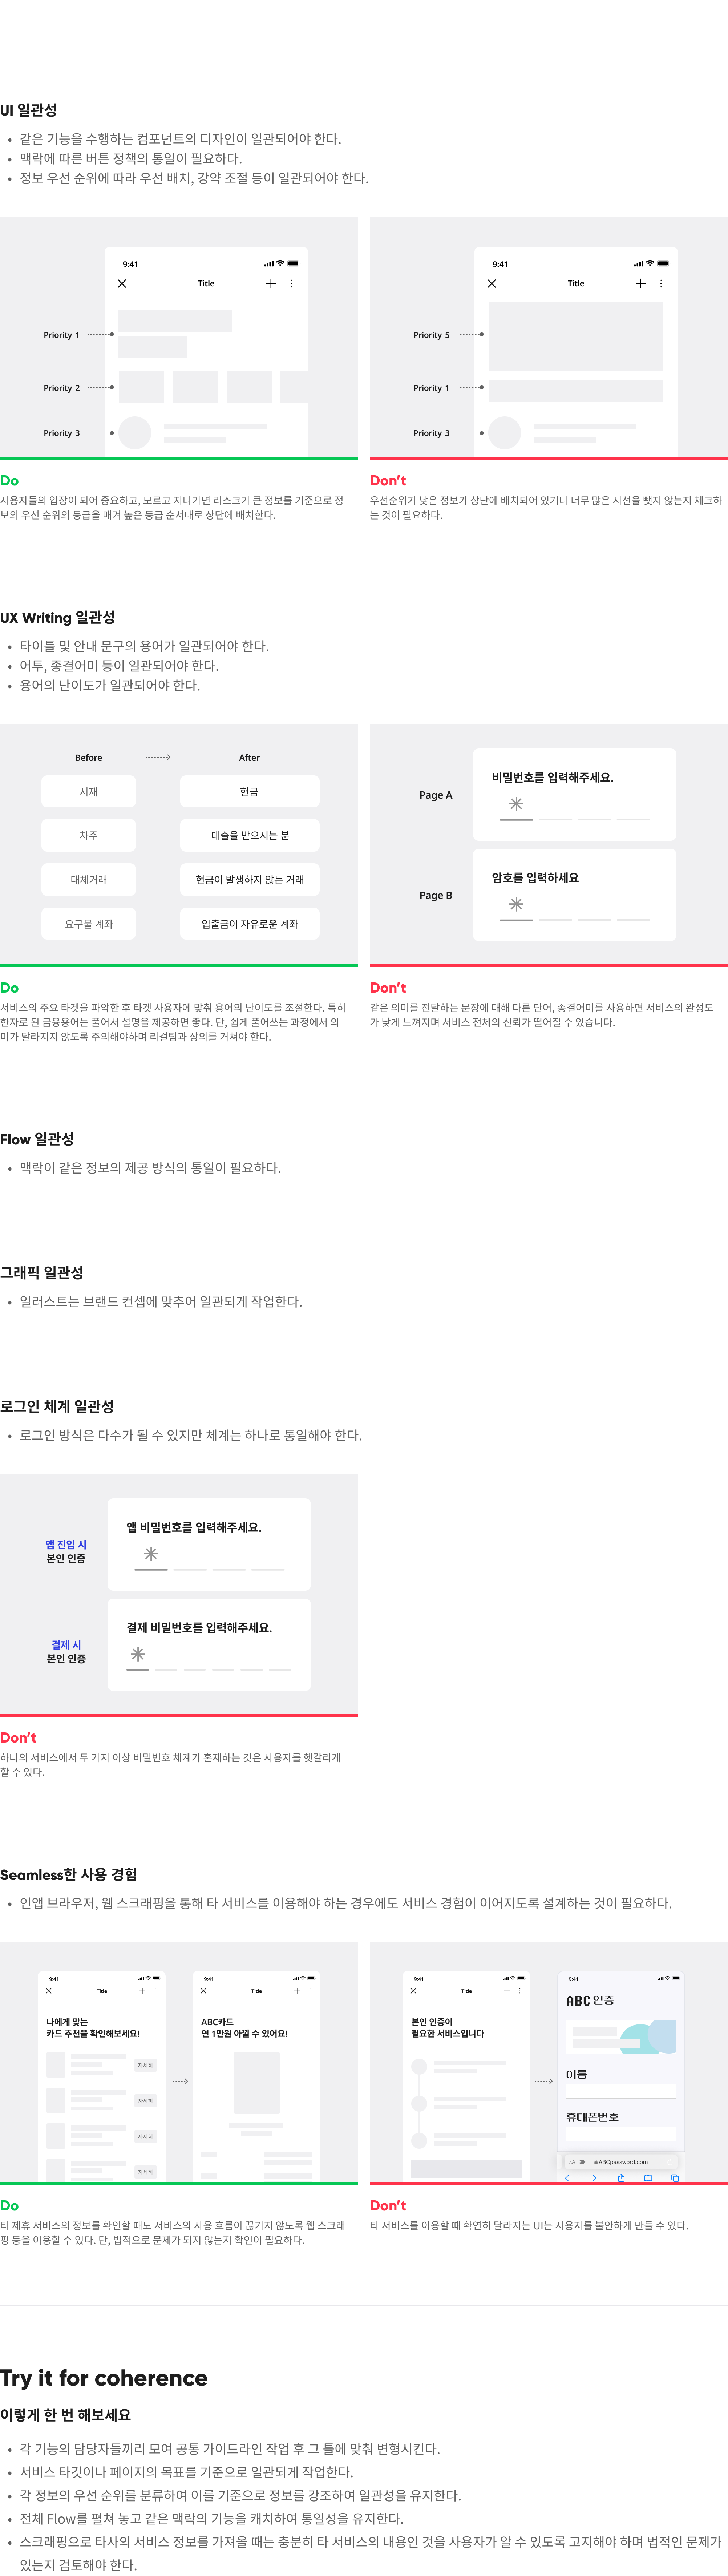 UI 일관성
같은 기능을 수행하는 컴포넌트의 디자인이 일관되어야 한다.
맥락에 따른 버튼 정책의 통일이 필요하다.
정보 우선 순위에 따라 우선 배치, 강약 조절 등이 일관되어야 한다.
9:41
Title
Priority_1
Priority_2
Priority_3
9:41
Title
Priority_5
Priority_1
Priority_3
Do
사용자들의 입장이 되어 중요하고, 모르고 지나가면 리스크가 큰 정보를 기준으로 정
보의 우선 순위의 등급을 매겨 높은 등급 순서대로 상단에 배치한다.
Don't
우선순위가 낮은 정보가 상단에 배치되어 있거나 너무 많은 시선을 뺏지 않는지 체크하
는 것이 필요하다.
UX Writing 일관성
타이틀 및 안내 문구의 용어가 일관되어야 한다.
어투, 종결어미 등이 일관되어야 한다.
용어의 난이도가 일관되어야 한다.
Before
After
시재
현금
차주
대출을 받으시는 분
대체거래
현금이 발생하지 않는 거래
요구불 계좌
입출금이 자유로운 계좌
Page A
비밀번호를 입력해주세요.
Page B
암호를 입력하세요
Do
서비스의 주요 타겟을 파악한 후 타겟 사용자에 맞춰 용어의 난이도를 조절한다. 특히
한자로 된 금융용어는 풀어서 설명을 제공하면 좋다. 단, 쉽게 풀어쓰는 과정에서 의
미가 달라지지 않도록 주의해야하며 리걸팀과 상의를 거쳐야 한다.
Don't
같은 의미를 전달하는 문장에 대해 다른 단어, 종결어미를 사용하면 서비스의 완성도
가 낮게 느껴지며 서비스 전체의 신뢰가 떨어질 수 있습니다.
Flow 일관성
맥락이 같은 정보의 제공 방식의 통일이 필요하다.
그래픽 일관성
일러스트는 브랜드 컨셉에 맞추어 일관되게 작업한다.
로그인 체계 일관성
로그인 방식은 다수가 될 수 있지만 체계는 하나로 통일해야 한다.
앱 진입 시
본인 인증
앱 비밀번호를 입력해주세요.
결제 시
본인 인증
결제 비밀번호를 입력해주세요.
Don't
하나의 서비스에서 두 가지 이상 비밀번호 체계가 혼재하는 것은 사용자를 헷갈리게
할 수 있다.
Seamless한 사용 경험
인앱 브라우저, 웹 스크래핑을 통해 타 서비스를 이용해야 하는 경우에도 서비스 경험이 이어지도록 설계하는 것이 필요하다.
9:41
Title
나에게 맞는
카드 추천을 확인해보세요!
자세히
자세히
자세히
자세히
9:41
Title
ABC카드
연 1만원 아낄 수 있어요!
9:41
Title
본인 인증이
필요한 서비스입니다
9:41
ABC 인증
이름
휴대폰번호
AA
ABCpassword.com
Do
타 제휴 서비스의 정보를 확인할 때도 서비스의 사용 흐름이 끊기지 않도록 웹 스크래
핑 등을 이용할 수 있다. 단, 법적으로 문제가 되지 않는지 확인이 필요하다.
Don't
타 서비스를 이용할 때 확연히 달라지는 UI는 사용자를 불안하게 만들 수 있다.
Try it for coherence
이렇게 한 번 해보세요
각 기능의 담당자들끼리 모여 공통 가이드라인 작업 후 그 틀에 맞춰 변형시킨다.
서비스 타깃이나 페이지의 목표를 기준으로 일관되게 작업한다.
각 정보의 우선 순위를 분류하여 이를 기준으로 정보를 강조하여 일관성을 유지한다.
전체 Flow를 펼쳐 놓고 같은 맥락의 기능을 캐치하여 통일성을 유지한다.
스크래핑으로 타사의 서비스 정보를 가져올 때는 충분히 타 서비스의 내용인 것을 사용자가 알 수 있도록 고지해야 하며 법적인 문제가
있는지 검토해야 한다.